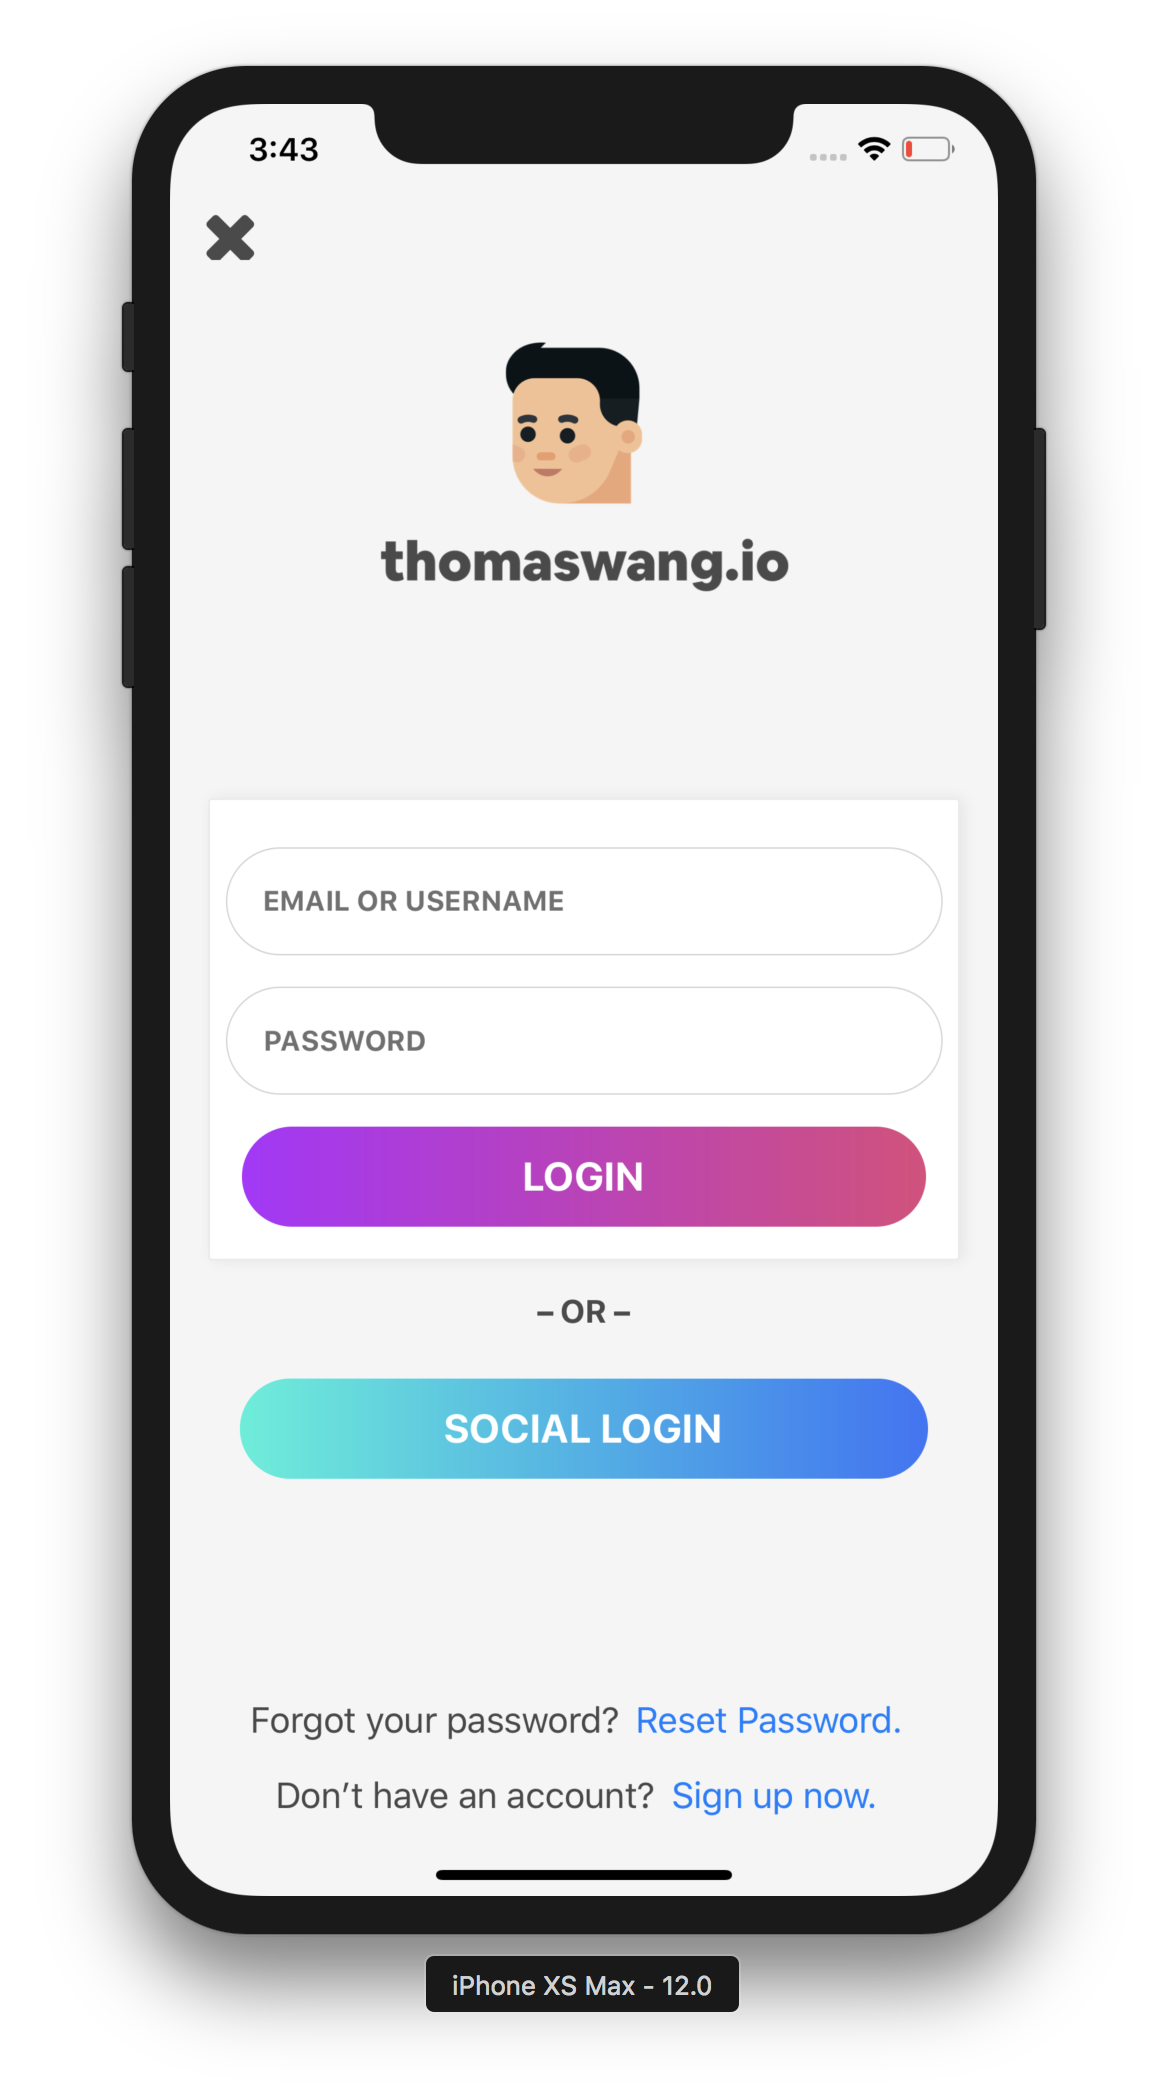 3:43
thomaswang.io
EMAIL OR USERNAME
PASSWORD
LOGIN
– OR –
SOCIAL LOGIN
Forgot your password? Reset Password.
Don’t have an account? Sign up now.
iPhone XS Max - 12.0